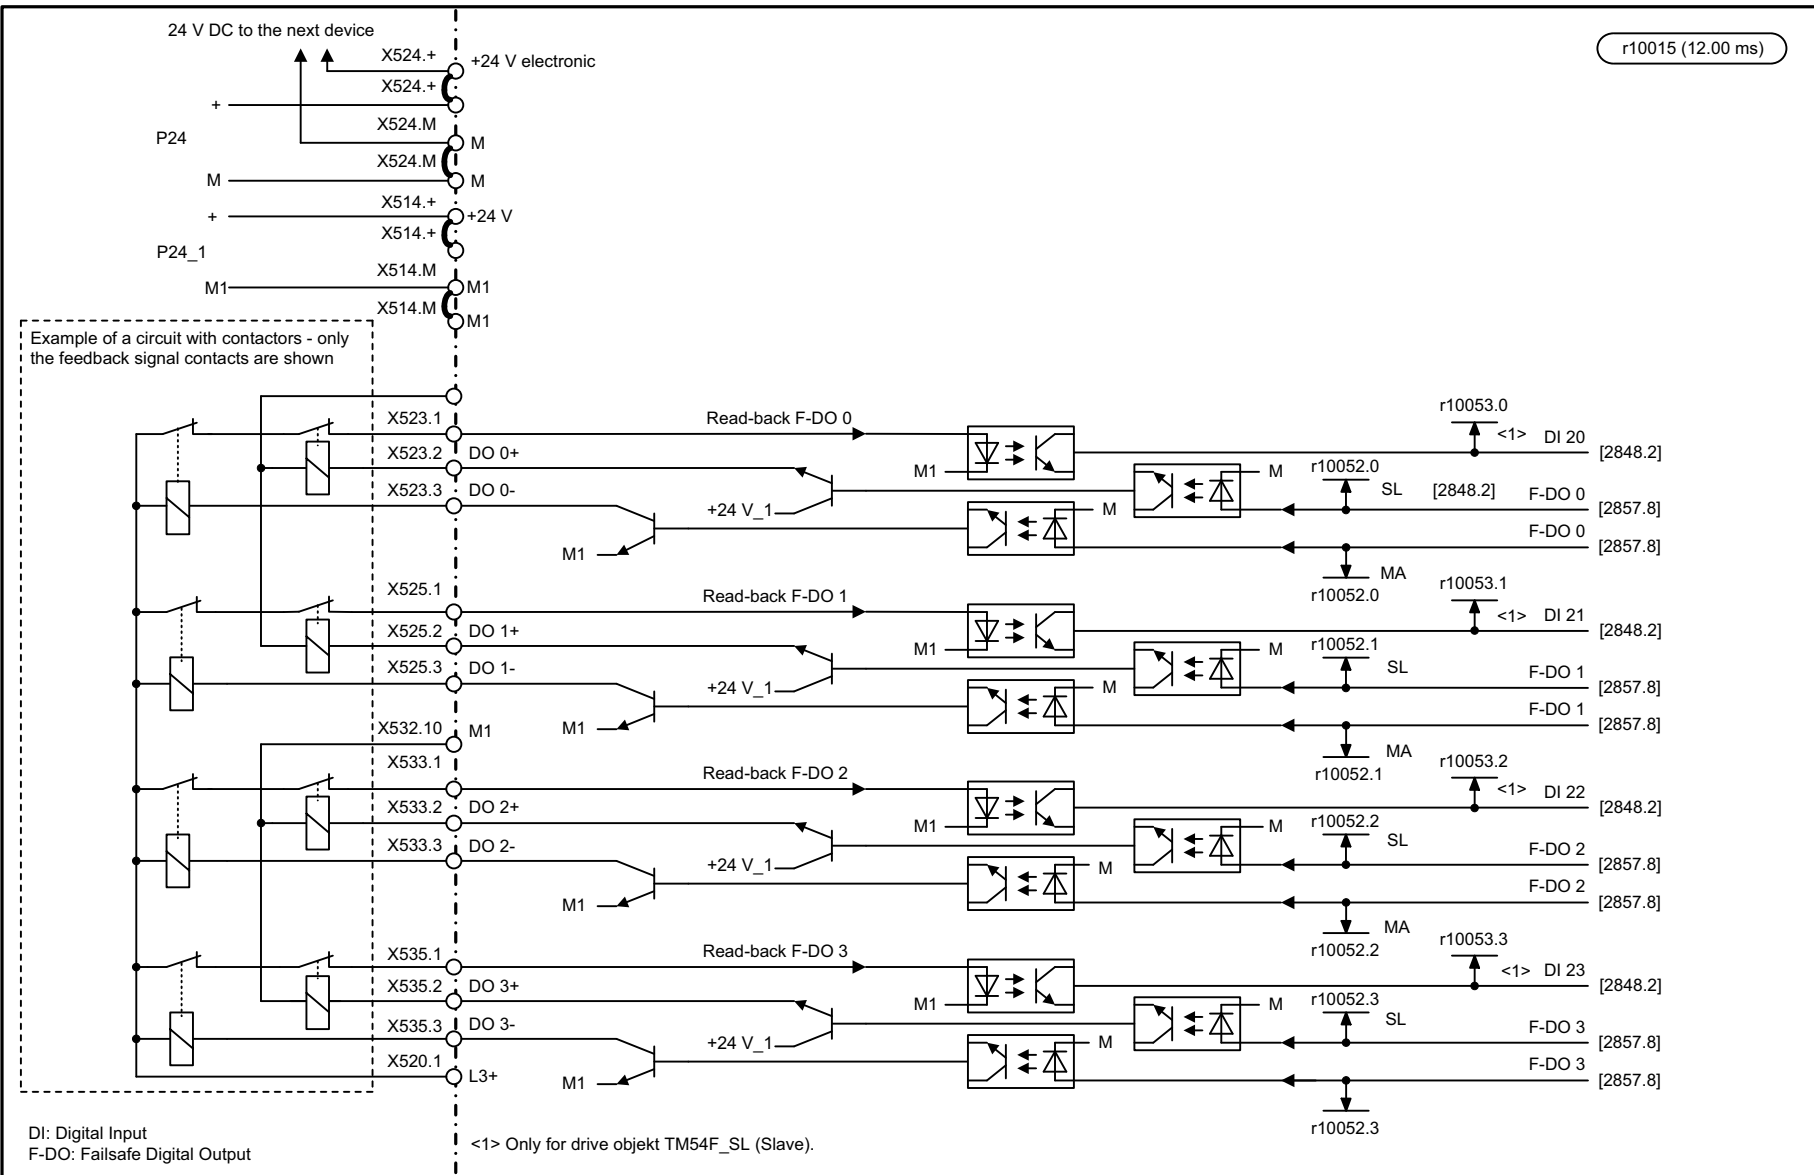 24 V DC to the next device
r10015 (12.00 ms)
X524.+
+24 V electronic
X524.+
+
X524.M
P24
M
X524.M
M
M
X514.+
+
+24 V
X514.+
P24_1
X514.M
M1
M1
X514.M
M1
Example of a circuit with contactors - only
the feedback signal contacts are shown
r10053.0
X523.1
Read-back F-DO 0
<1> DI 20
X523.2 DO 0+
[2848.2]
M1
M
r10052.0
X523.3 DO 0-
SL [2848.2] F-DO 0
+24 V_1
M
[2857.8]
F-DO 0
M1
[2857.8]
MA
r10053.1
X525.1
Read-back F-DO 1
r10052.0
<1> DI 21
X525.2 DO 1+
[2848.2]
M1
M
r10052.1
X525.3 DO 1-
SL
F-DO 1
+24 V_1
M
[2857.8]
F-DO 1
X532.10 M1
M1
[2857.8]
MA
X533.1
r10053.2
Read-back F-DO 2
r10052.1
<1> DI 22
X533.2 DO 2+
[2848.2]
M1
M
r10052.2
X533.3 DO 2-
SL
F-DO 2
+24 V_1
M
[2857.8]
F-DO 2
M1
[2857.8]
MA
r10053.3
X535.1
Read-back F-DO 3
r10052.2
<1> DI 23
X535.2 DO 3+
[2848.2]
M1
M
r10052.3
X535.3 DO 3-
SL
F-DO 3
+24 V_1
M
[2857.8]
X520.1
F-DO 3
L3+
M1
[2857.8]
r10052.3
DI: Digital Input
F-DO: Failsafe Digital Output
<1> Only for drive objekt TM54F_SL (Slave).